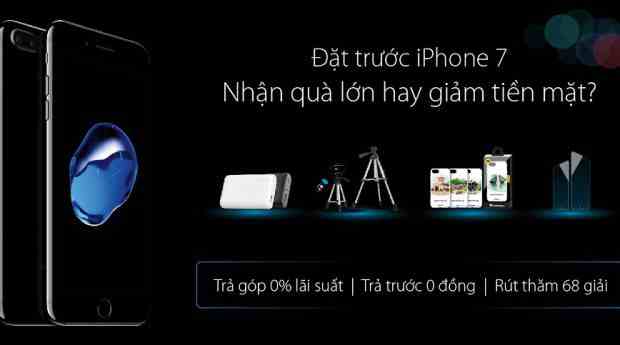 Đặt trước iPhone 7
Nhận quà lớn hay giảm tiền mặt?
Trả góp 0% lãi suất | Trả trước 0 đồng | Rút thăm 68 giải